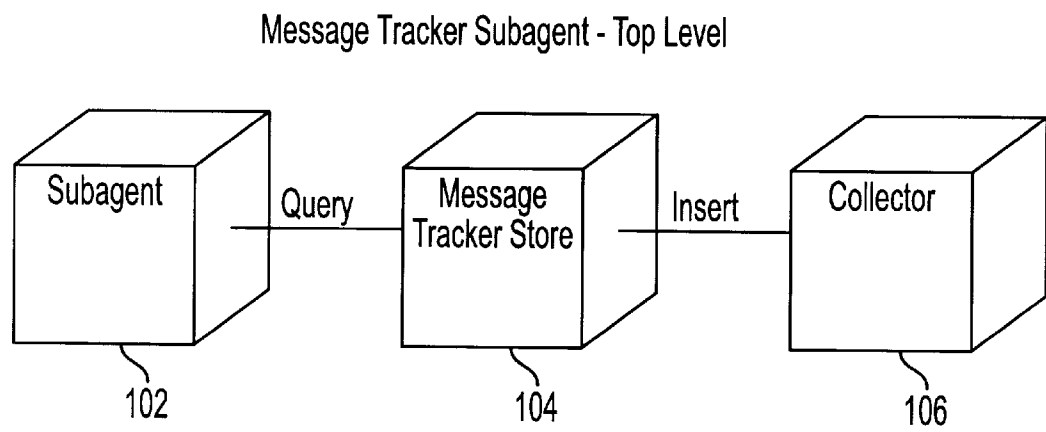 Message Tracker Subagent - Top Level
Subagent
Query
Message
Tracker Store
Insert
Collector
102
104
106